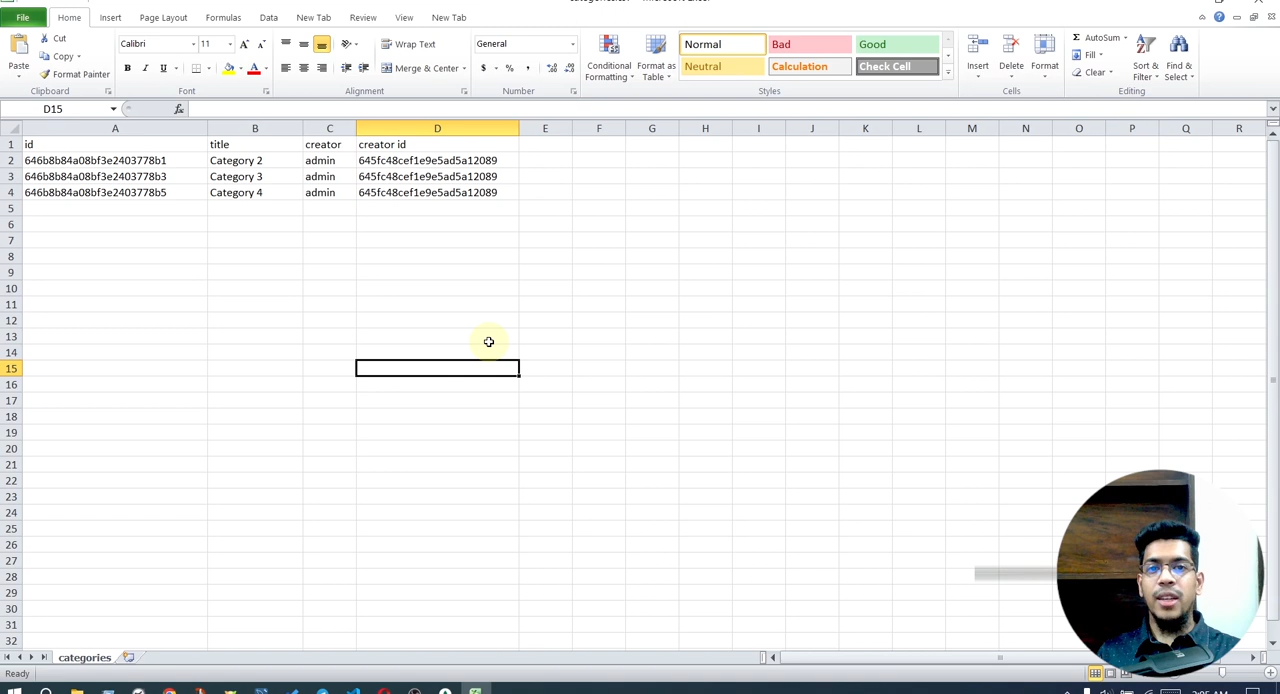 File Home Insert Page Layout Formulas Data New Tab Review View New Tab
Paste Cut Calibri 11 Wrap Text General Normal Bad Good Conditional Formatting Format as Table Insert Delete Format AutoSum Sort & Filter Find & Select
Copy Fill
Format Painter Merge & Center $ % , Neutral Calculation Check Cell Clear
Clipboard Font Alignment Number Styles Cells Editing
D15 fx
A B C D E F G H I J K L M N O P Q R
1 id title creator creator id
2 646b8b84a08bf3e2403778b1 Category 2 admin 645fc48cef1e9e5ad5a12089
3 646b8b84a08bf3e2403778b3 Category 3 admin 645fc48cef1e9e5ad5a12089
4 646b8b84a08bf3e2403778b5 Category 4 admin 645fc48cef1e9e5ad5a12089
5
6
7
8
9
10
11
12
13
14
15
16
17
18
19
20
21
22
23
24
25
26
27
28
29
30
31
32
categories
Ready